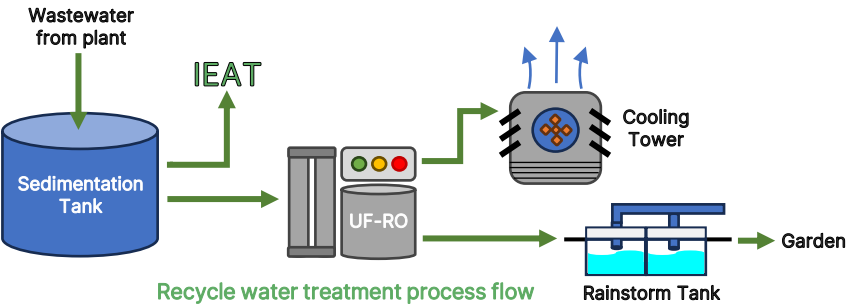 Wastewater
from plant
IEAT
Cooling
Tower
Sedimentation
Tank
UF-RO
Garden
Recycle water treatment process flow
Rainstorm Tank